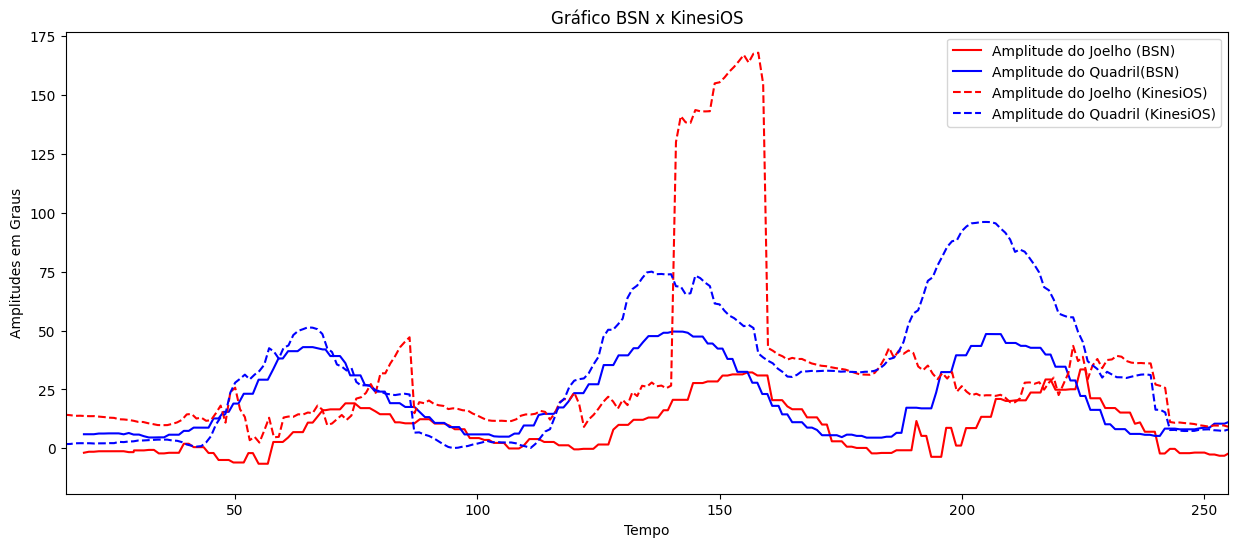 Gráfico BSN x KinesiOS
Amplitudes em Graus
175
150
125
100
75
50
25
0
Amplitude do Joelho (BSN)
Amplitude do Quadril(BSN)
Amplitude do Joelho (KinesiOS)
Amplitude do Quadril (KinesiOS)
50
100
150
200
250
Tempo